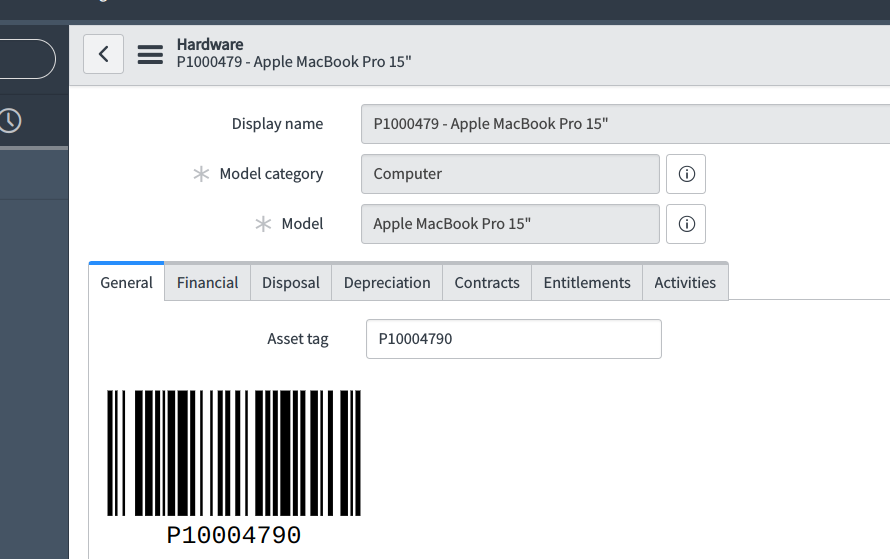 Hardware
P1000479 - Apple MacBook Pro 15"
Display name
P1000479 - Apple MacBook Pro 15"
Model category
Computer
Model
Apple MacBook Pro 15"
General Financial Disposal Depreciation Contracts Entitlements Activities
Asset tag
P10004790
P10004790